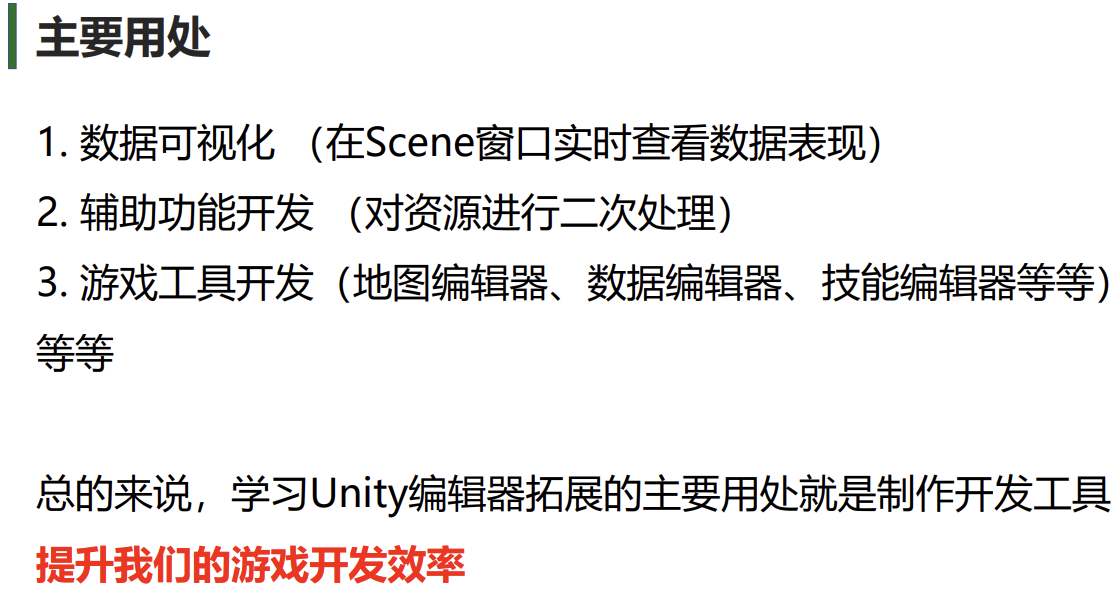 主要用处
1. 数据可视化 （在Scene窗口实时查看数据表现）
2. 辅助功能开发 （对资源进行二次处理）
3. 游戏工具开发（地图编辑器、数据编辑器、技能编辑器等等）
等等
总的来说，学习Unity编辑器拓展的主要用处就是制作开发工具
提升我们的游戏开发效率